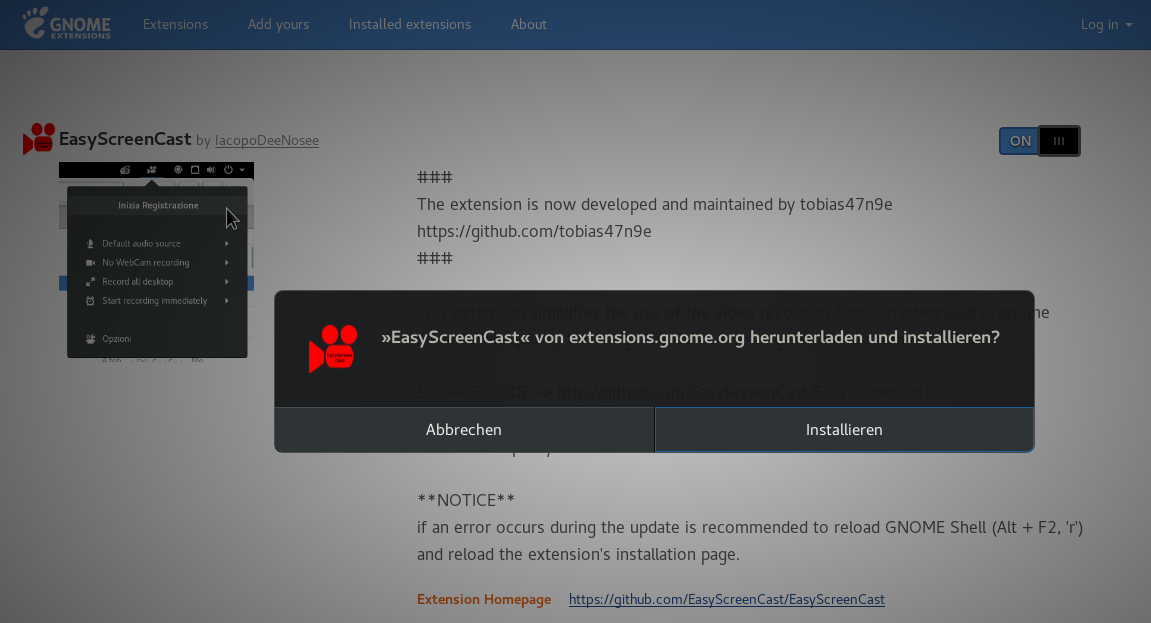 GNOME
EXTENSIONS
Extensions
Add yours
Installed extensions
About
Log in
EasyScreenCast by IacopoDeeNosee
ON
Inizia Registrazione
Default audio source
No WebCam recording
Record all desktop
Start recording immediately
Opzioni
###
The extension is now developed and maintained by tobias47n9e
https://github.com/tobias47n9e
###
This extension simplifies the use of the video recording function integrated in gnome
»EasyScreenCast« von extensions.gnome.org herunterladen und installieren?
SOURCE CODE -> http://github.com/EasyScreenCast/EasyScreenCast
Abbrechen
Installieren
**NOTICE**
if an error occurs during the update is recommended to reload GNOME Shell (Alt + F2, 'r')
and reload the extension's installation page.
Extension Homepage
https://github.com/EasyScreenCast/EasyScreenCast